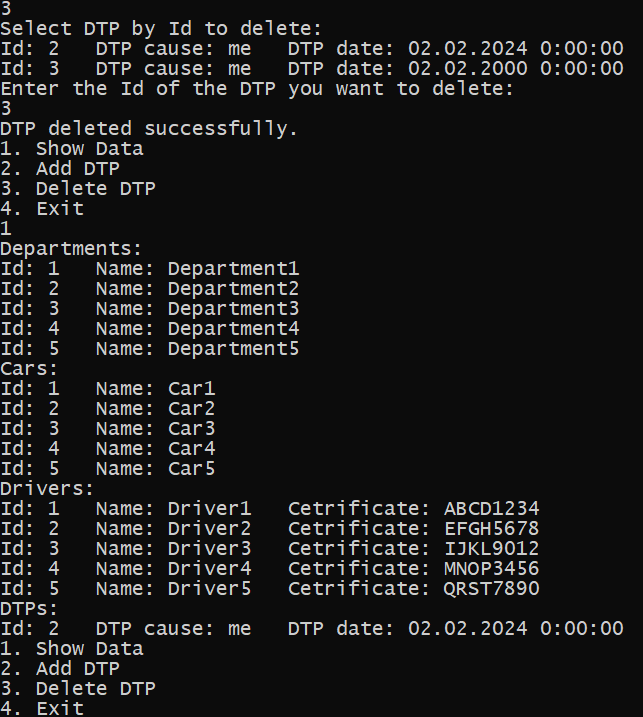 3
Select DTP by Id to delete:
Id: 2   DTP cause: me   DTP date: 02.02.2024 0:00:00
Id: 3   DTP cause: me   DTP date: 02.02.2000 0:00:00
Enter the Id of the DTP you want to delete:
3
DTP deleted successfully.
1. Show Data
2. Add DTP
3. Delete DTP
4. Exit
1
Departments:
Id: 1   Name: Department1
Id: 2   Name: Department2
Id: 3   Name: Department3
Id: 4   Name: Department4
Id: 5   Name: Department5
Cars:
Id: 1   Name: Car1
Id: 2   Name: Car2
Id: 3   Name: Car3
Id: 4   Name: Car4
Id: 5   Name: Car5
Drivers:
Id: 1   Name: Driver1   Cetrificate: ABCD1234
Id: 2   Name: Driver2   Cetrificate: EFGH5678
Id: 3   Name: Driver3   Cetrificate: IJKL9012
Id: 4   Name: Driver4   Cetrificate: MNOP3456
Id: 5   Name: Driver5   Cetrificate: QRST7890
DTPs:
Id: 2   DTP cause: me   DTP date: 02.02.2024 0:00:00
1. Show Data
2. Add DTP
3. Delete DTP
4. Exit